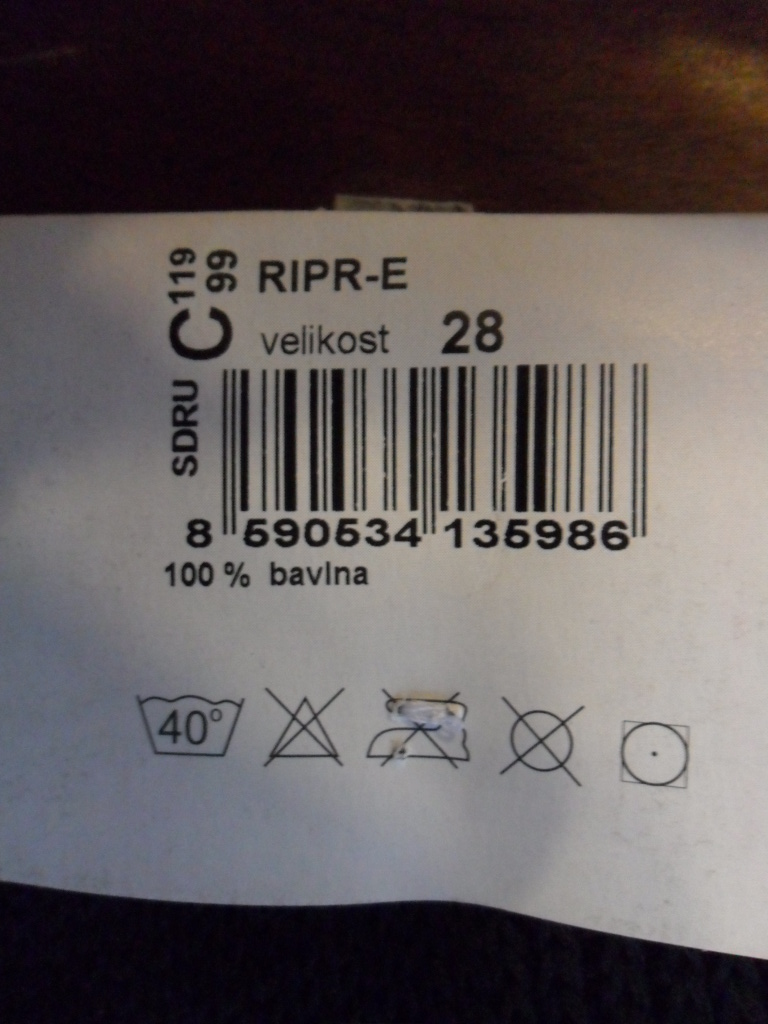 RIPR-E
velikost 28
SDRU C 119
99
8 590534 135986
100 % bavlna
40°